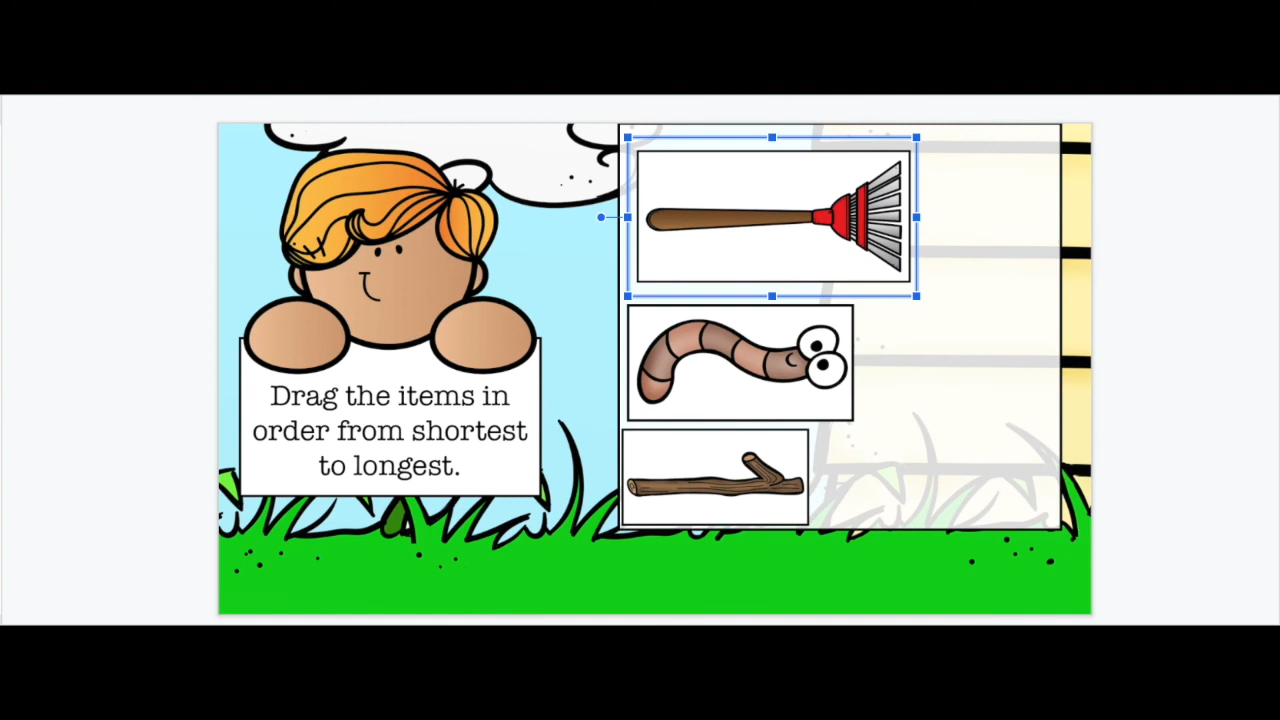 Drag the items in
order from shortest
to longest.